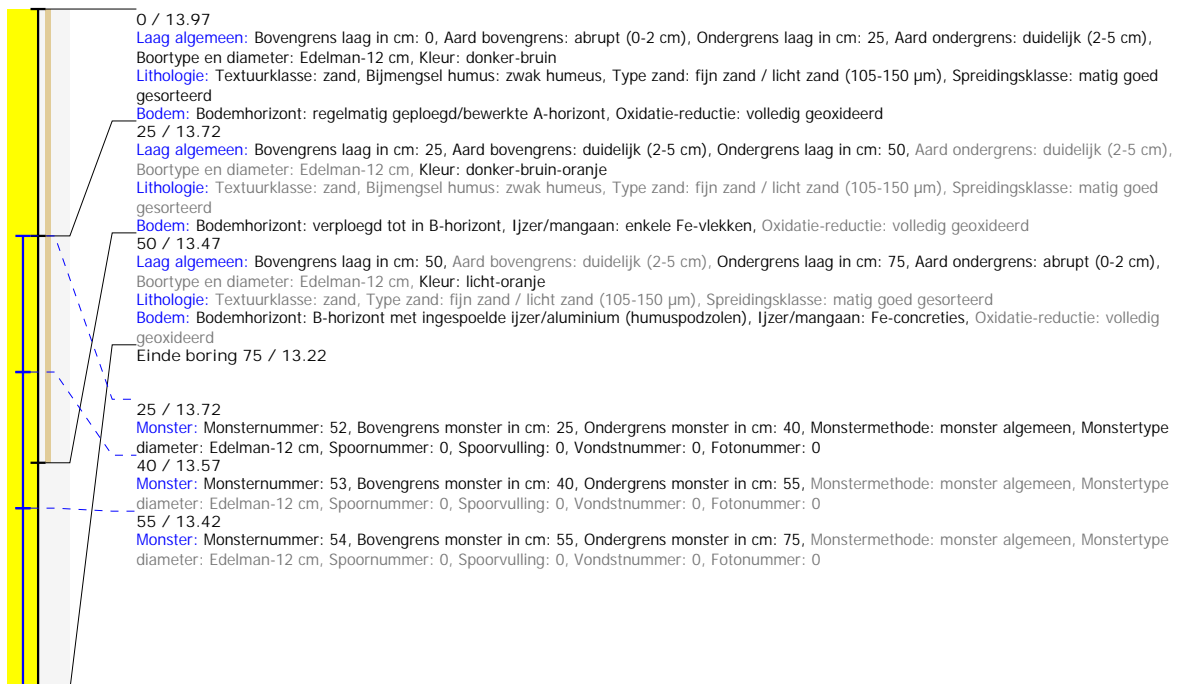 0 / 13.97
Laag algemeen: Bovengrens laag in cm: 0, Aard bovengrens: abrupt (0-2 cm), Ondergrens laag in cm: 25, Aard ondergrens: duidelijk (2-5 cm),
Boortype en diameter: Edelman-12 cm, Kleur: donker-bruin
Lithologie: Textuurklasse: zand, Bijmengsel humus: zwak humeus, Type zand: fijn zand / licht zand (105-150 µm), Spreidingsklasse: matig goed
gesorteerd
Bodem: Bodemhorizont: regelmatig geploegd/bewerkte A-horizont, Oxidatie-reductie: volledig geoxideerd
25 / 13.72
Laag algemeen: Bovengrens laag in cm: 25, Aard bovengrens: duidelijk (2-5 cm), Ondergrens laag in cm: 50, Aard ondergrens: duidelijk (2-5 cm),
Boortype en diameter: Edelman-12 cm, Kleur: donker-bruin-oranje
Lithologie: Textuurklasse: zand, Bijmengsel humus: zwak humeus, Type zand: fijn zand / licht zand (105-150 µm), Spreidingsklasse: matig goed
gesorteerd
Bodem: Bodemhorizont: verploegd tot in B-horizont, Ijzer/mangaan: enkele Fe-vlekken, Oxidatie-reductie: volledig geoxideerd
50 / 13.47
Laag algemeen: Bovengrens laag in cm: 50, Aard bovengrens: duidelijk (2-5 cm), Ondergrens laag in cm: 75, Aard ondergrens: abrupt (0-2 cm),
Boortype en diameter: Edelman-12 cm, Kleur: licht-oranje
Lithologie: Textuurklasse: zand, Type zand: fijn zand / licht zand (105-150 µm), Spreidingsklasse: matig goed gesorteerd
Bodem: Bodemhorizont: B-horizont met ingespoelde ijzer/aluminium (humuspodzolen), Ijzer/mangaan: Fe-concreties, Oxidatie-reductie: volledig
geoxideerd
Einde boring 75 / 13.22
25 / 13.72
Monster: Monsternummer: 52, Bovengrens monster in cm: 25, Ondergrens monster in cm: 40, Monstermethode: monster algemeen, Monstertype
diameter: Edelman-12 cm, Spoornummer: 0, Spoorvulling: 0, Vondstnummer: 0, Fotonummer: 0
40 / 13.57
Monster: Monsternummer: 53, Bovengrens monster in cm: 40, Ondergrens monster in cm: 55, Monstermethode: monster algemeen, Monstertype
diameter: Edelman-12 cm, Spoornummer: 0, Spoorvulling: 0, Vondstnummer: 0, Fotonummer: 0
55 / 13.42
Monster: Monsternummer: 54, Bovengrens monster in cm: 55, Ondergrens monster in cm: 75, Monstermethode: monster algemeen, Monstertype
diameter: Edelman-12 cm, Spoornummer: 0, Spoorvulling: 0, Vondstnummer: 0, Fotonummer: 0